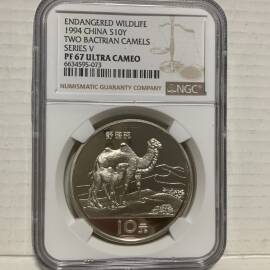 ENDANGERED WILDLIFE
1994 CHINA S10Y
TWO BACTRIAN CAMELS
SERIES V
PF 67 ULTRA CAMEO
6634595-073
NUMISMATIC GUARANTY COMPANY
NGC
野骆驼
10元